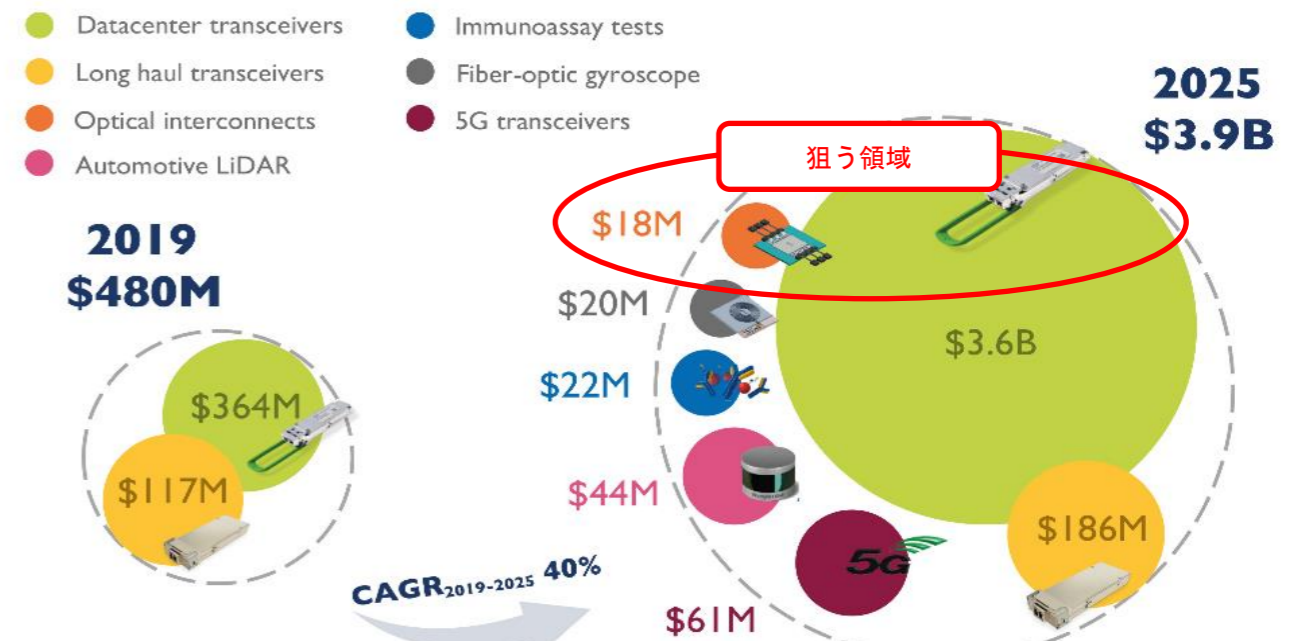 Datacenter transceivers
Long haul transceivers
Optical interconnects
Automotive LiDAR
Immunoassay tests
Fiber-optic gyroscope
5G transceivers
2019
$480M
$364M
$117M
CAGR2019-2025 40%
2025
$3.9B
狙う領域
$18M
$20M
$22M
$44M
$61M
$3.6B
$186M
5G